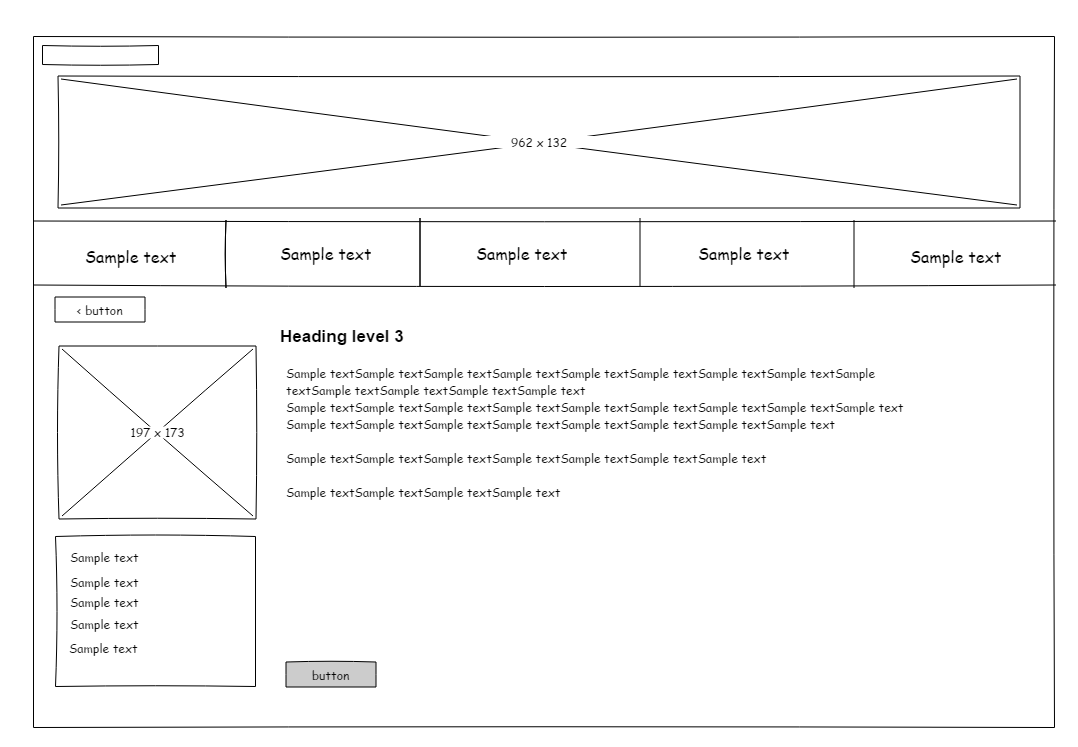 962 x 132
Sample text
Sample text
Sample text
Sample text
Sample text
< button
Heading level 3
Sample textSample textSample textSample textSample textSample textSample textSample textSample
textSample textSample textSample textSample text
Sample textSample textSample textSample textSample textSample textSample textSample textSample text
Sample textSample textSample textSample textSample textSample textSample textSample text
Sample textSample textSample textSample textSample textSample textSample text
Sample textSample textSample textSample text
197 x 173
Sample text
Sample text
Sample text
Sample text
Sample text
button